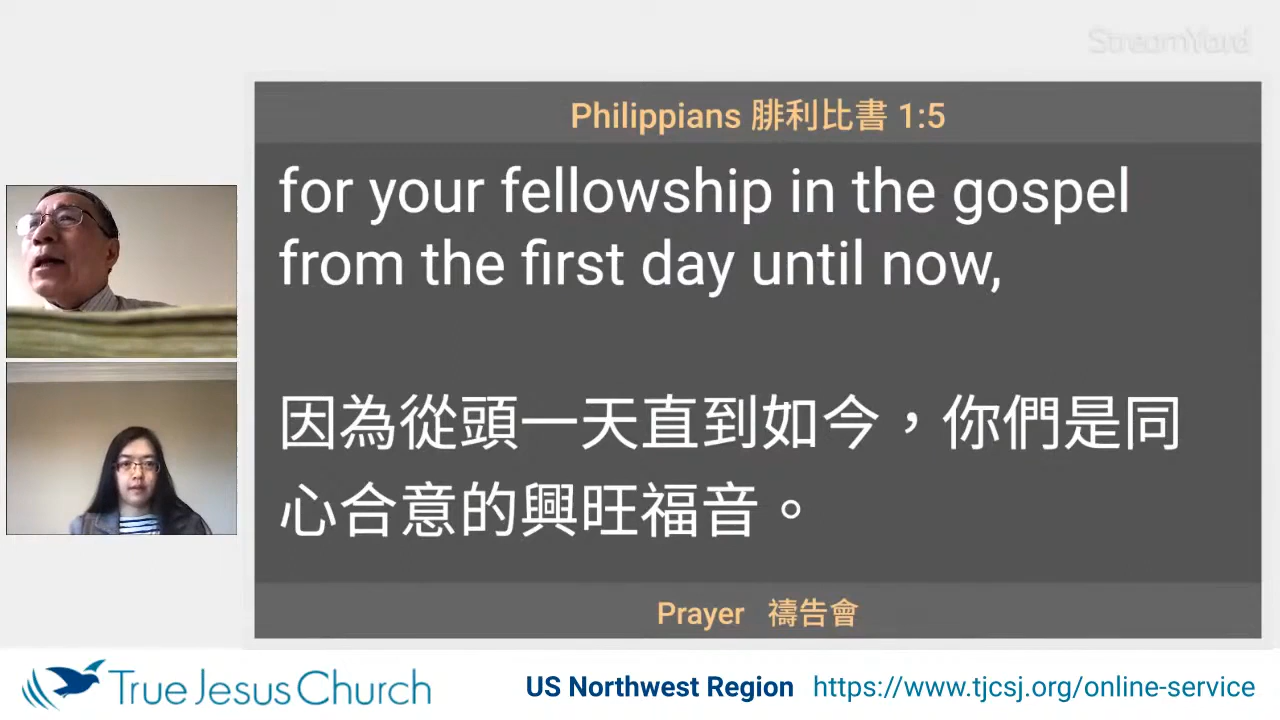 StreamYard
Philippians 腓利比書 1:5
for your fellowship in the gospel
from the first day until now,
因為從頭一天直到如今，你們是同
心合意的興旺福音。
Prayer 禱告會
True Jesus Church
US Northwest Region https://www.tjcsj.org/online-service